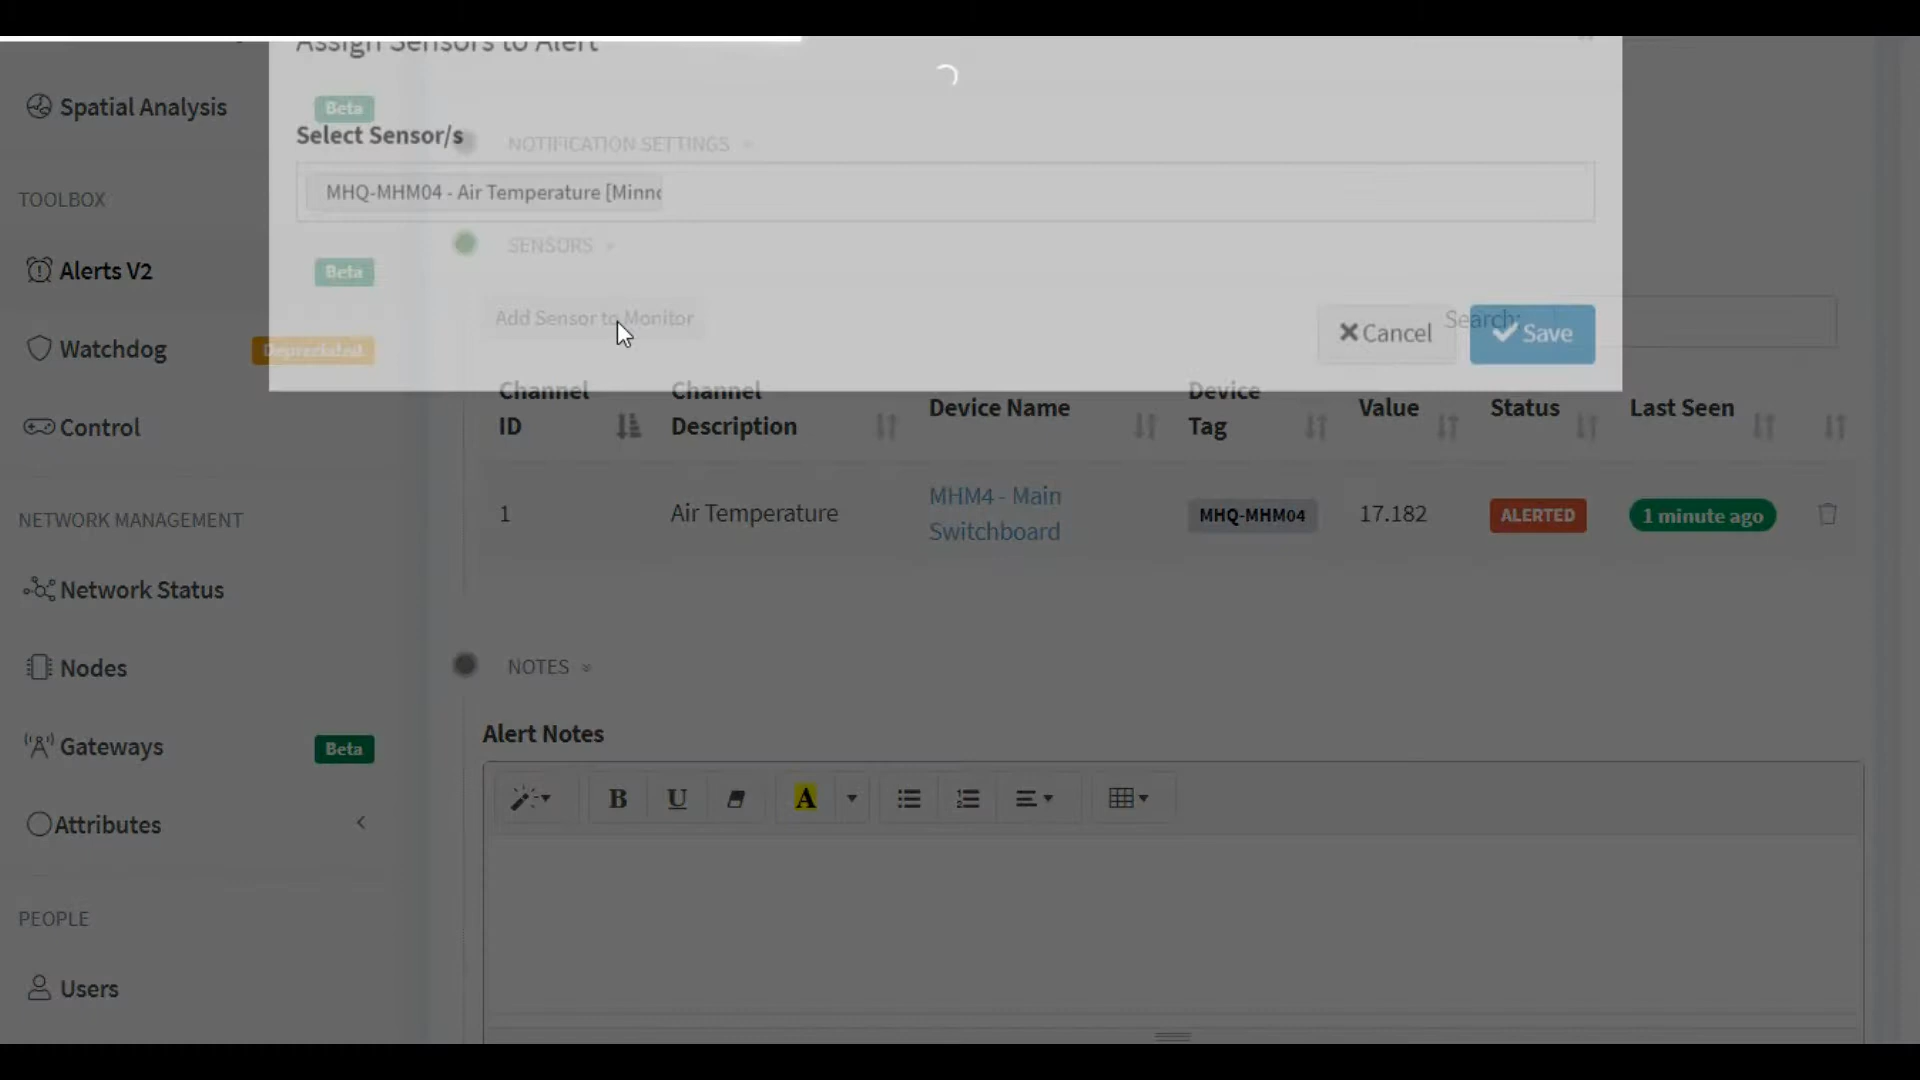 Assign Sensors to Alert
Spatial Analysis
Beta
Select Sensor/s
NOTIFICATION SETTINGS
MHQ-MHM04 - Air Temperature [Minn
TOOLBOX
SENSORS
Alerts V2
Beta
Add Sensor to Monitor
Search:
Cancel
Save
Watchdog
Depreciated
Channel ID
Channel Description
Device Name
Device Tag
Value
Status
Last Seen
Control
1
Air Temperature
MHM4 - Main
Switchboard
MHQ-MHM04
17.182
ALERTED
1 minute ago
NETWORK MANAGEMENT
Network Status
Nodes
NOTES
Gateways
Beta
Alert Notes
B
U
A
Attributes
PEOPLE
Users